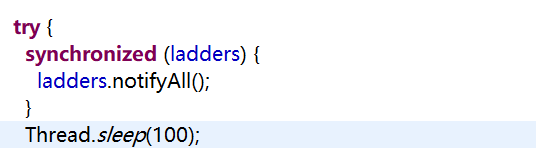 try {
synchronized (ladders) {
ladders.notifyAll();
}
Thread.sleep(100);